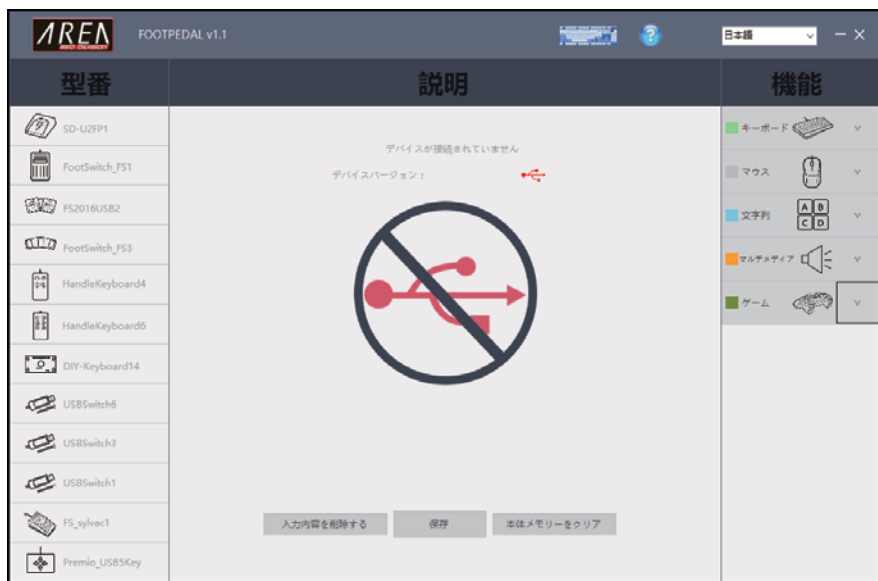 AREA
FOOTPEDAL v1.1
日本語
型番
説明
機能
SD-U2FP1
FootSwitch_FS1
FS2016USB2
FootSwitch_FS3
HandleKeyboard4
HandleKeyboard6
DIY-Keyboard14
USBSwitch6
USBSwitch3
USBSwitch1
FS_sylvac1
Premio_USB5Key
デバイスが接続されていません
デバイスバージョン：
入力内容を削除する
保存
本体メモリーをクリア
キーボード
マウス
文字列
A B
C D
マルチメディア
ゲーム